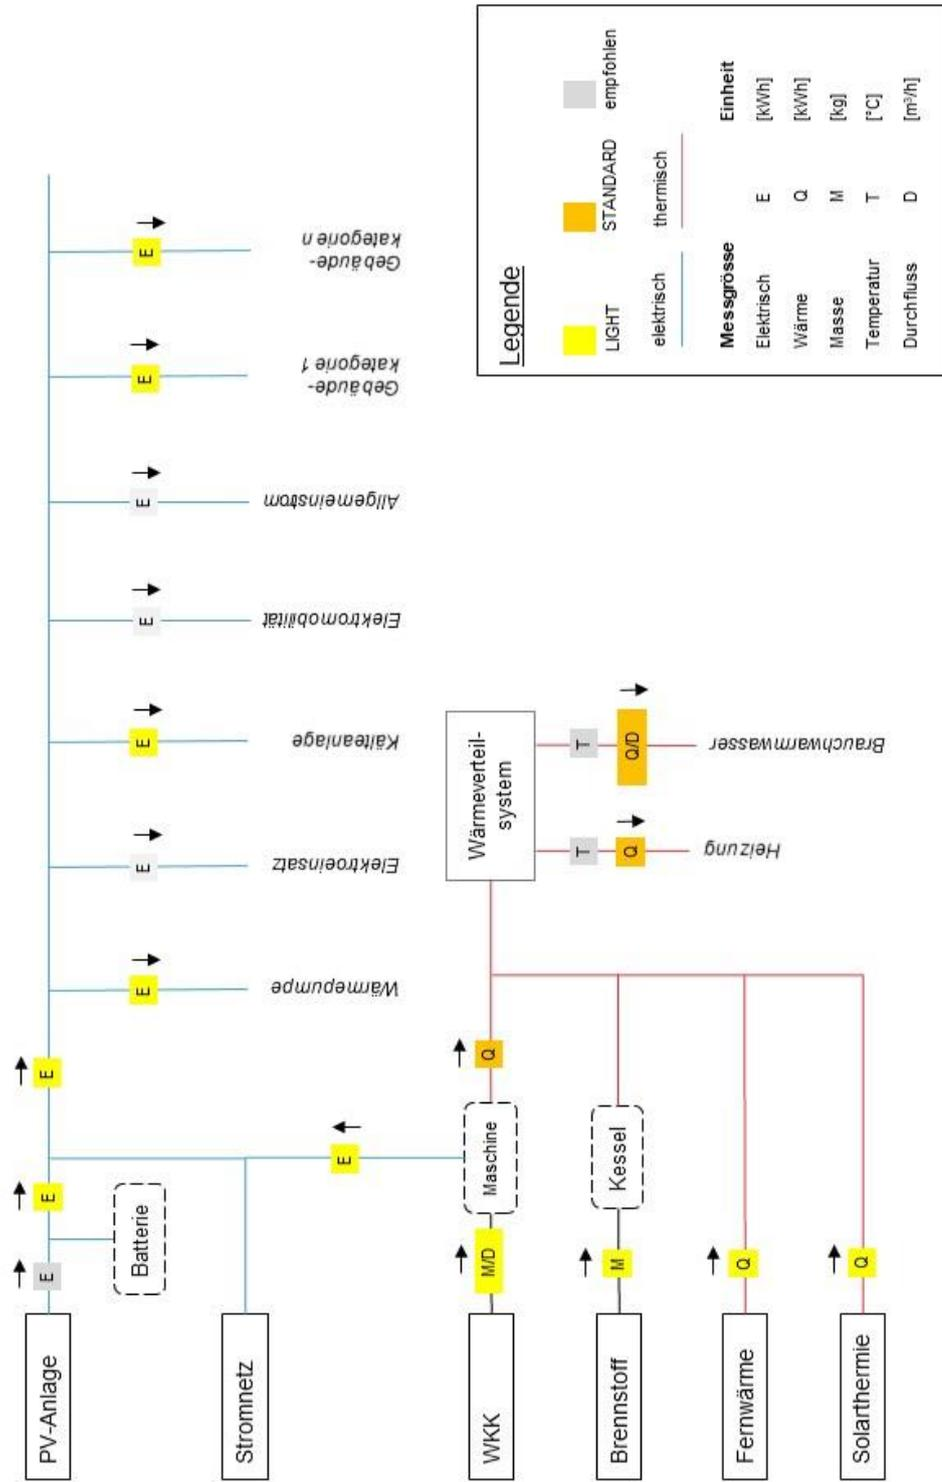 PV-Anlage
E
E
E
Batterie
Stromnetz
E
Wärmepumpe
E
Elektroeinsatz
E
Kälteanlage
E
Elektromobilität
E
Allgemeinstrom
E
Gebäude-
kategorie 1
E
Gebäude-
kategorie n
E
WKK
M/D
Maschine
Q
Wärmeverteil-
system
T
Q
Heizung
T
Q/D
Brauchwarmwasser
Brennstoff
M
Kessel
Fernwärme
Q
Solarthermie
Q
Legende
LIGHT STANDARD empfohlen
elektrisch thermisch
Messgrösse Einheit
Elektrisch E [kWh]
Wärme Q [kWh]
Masse M [kg]
Temperatur T [°C]
Durchfluss D [m³/h]